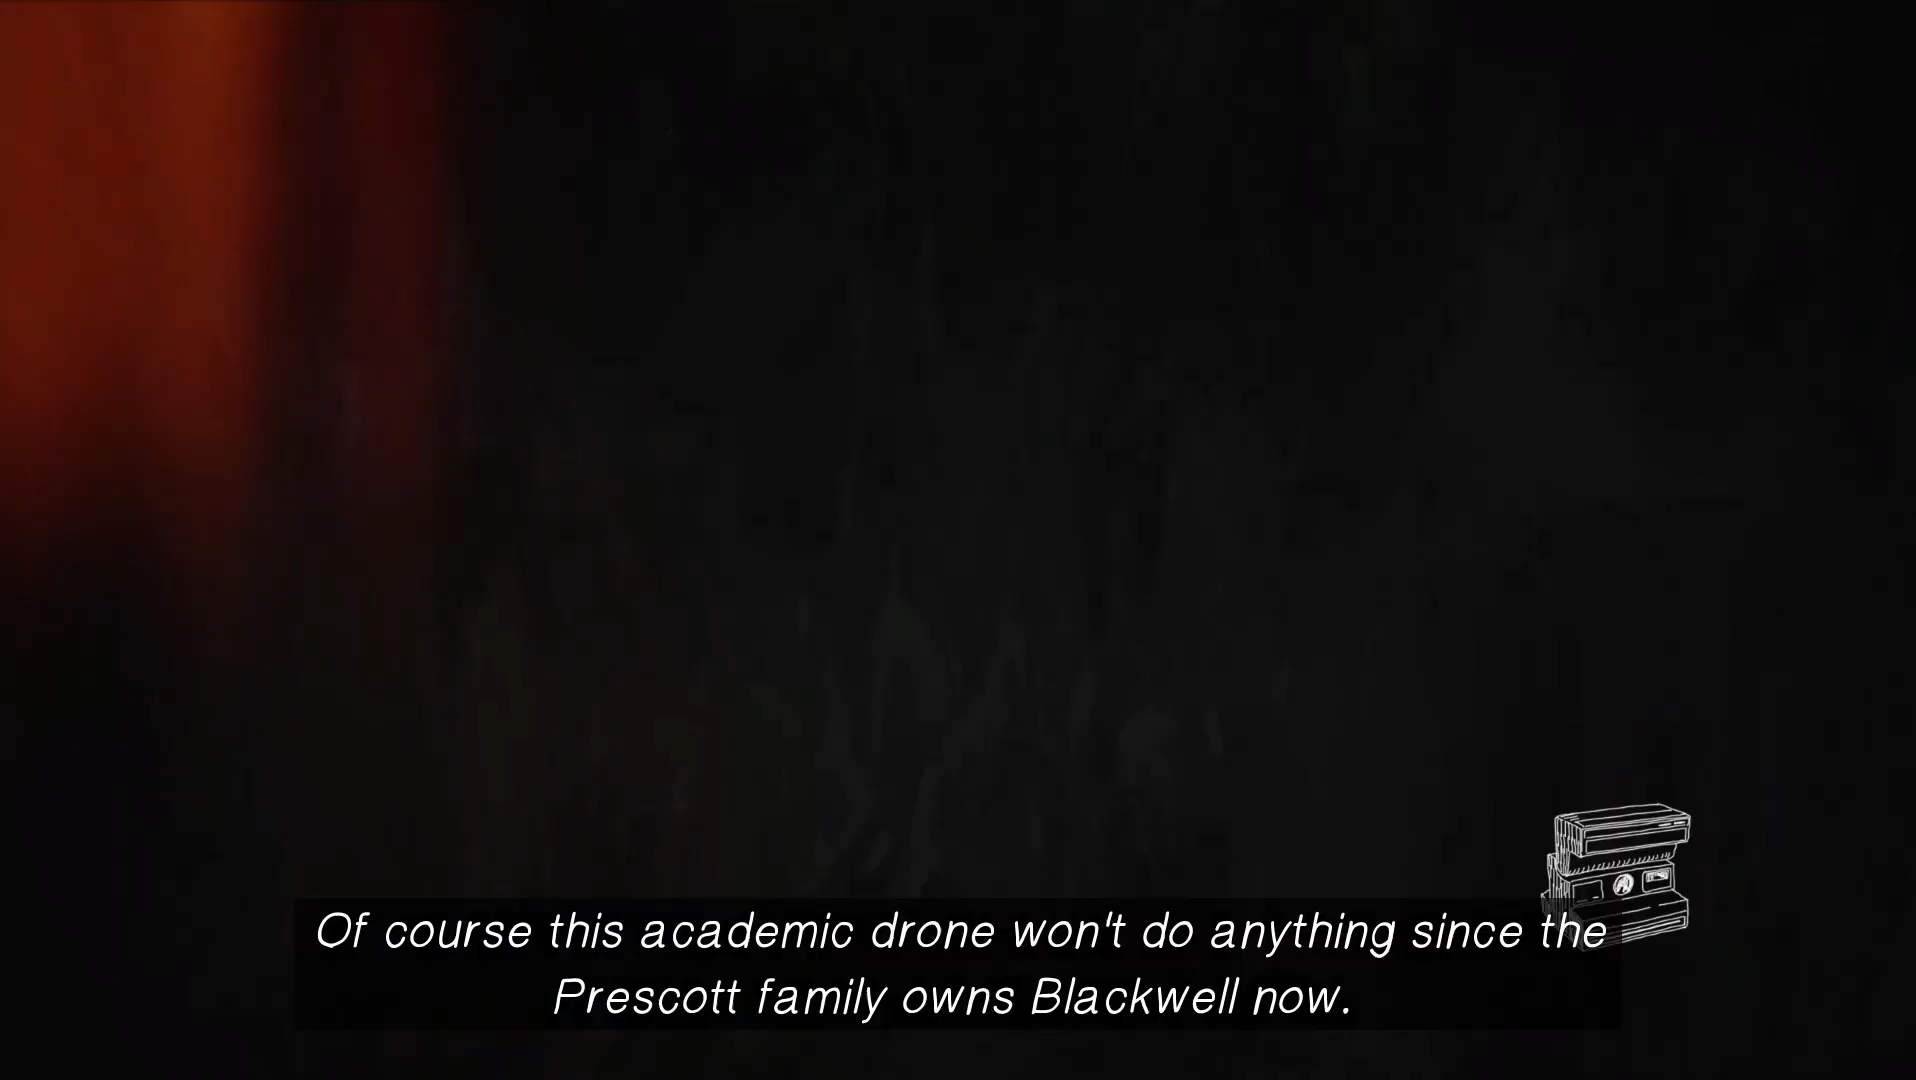 Of course this academic drone won't do anything since the
Prescott family owns Blackwell now.